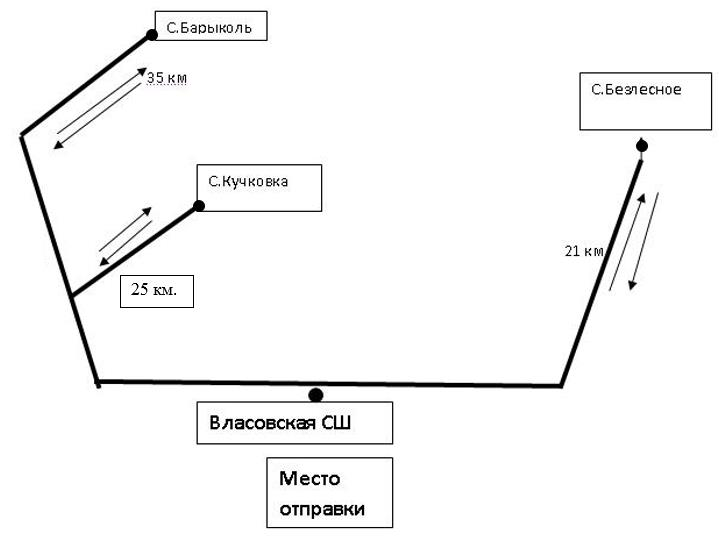 С.Барыколь
35 км
С.Безлесное
С.Кучковка
21 км
25 км.
Власовская СШ
Место
отправки